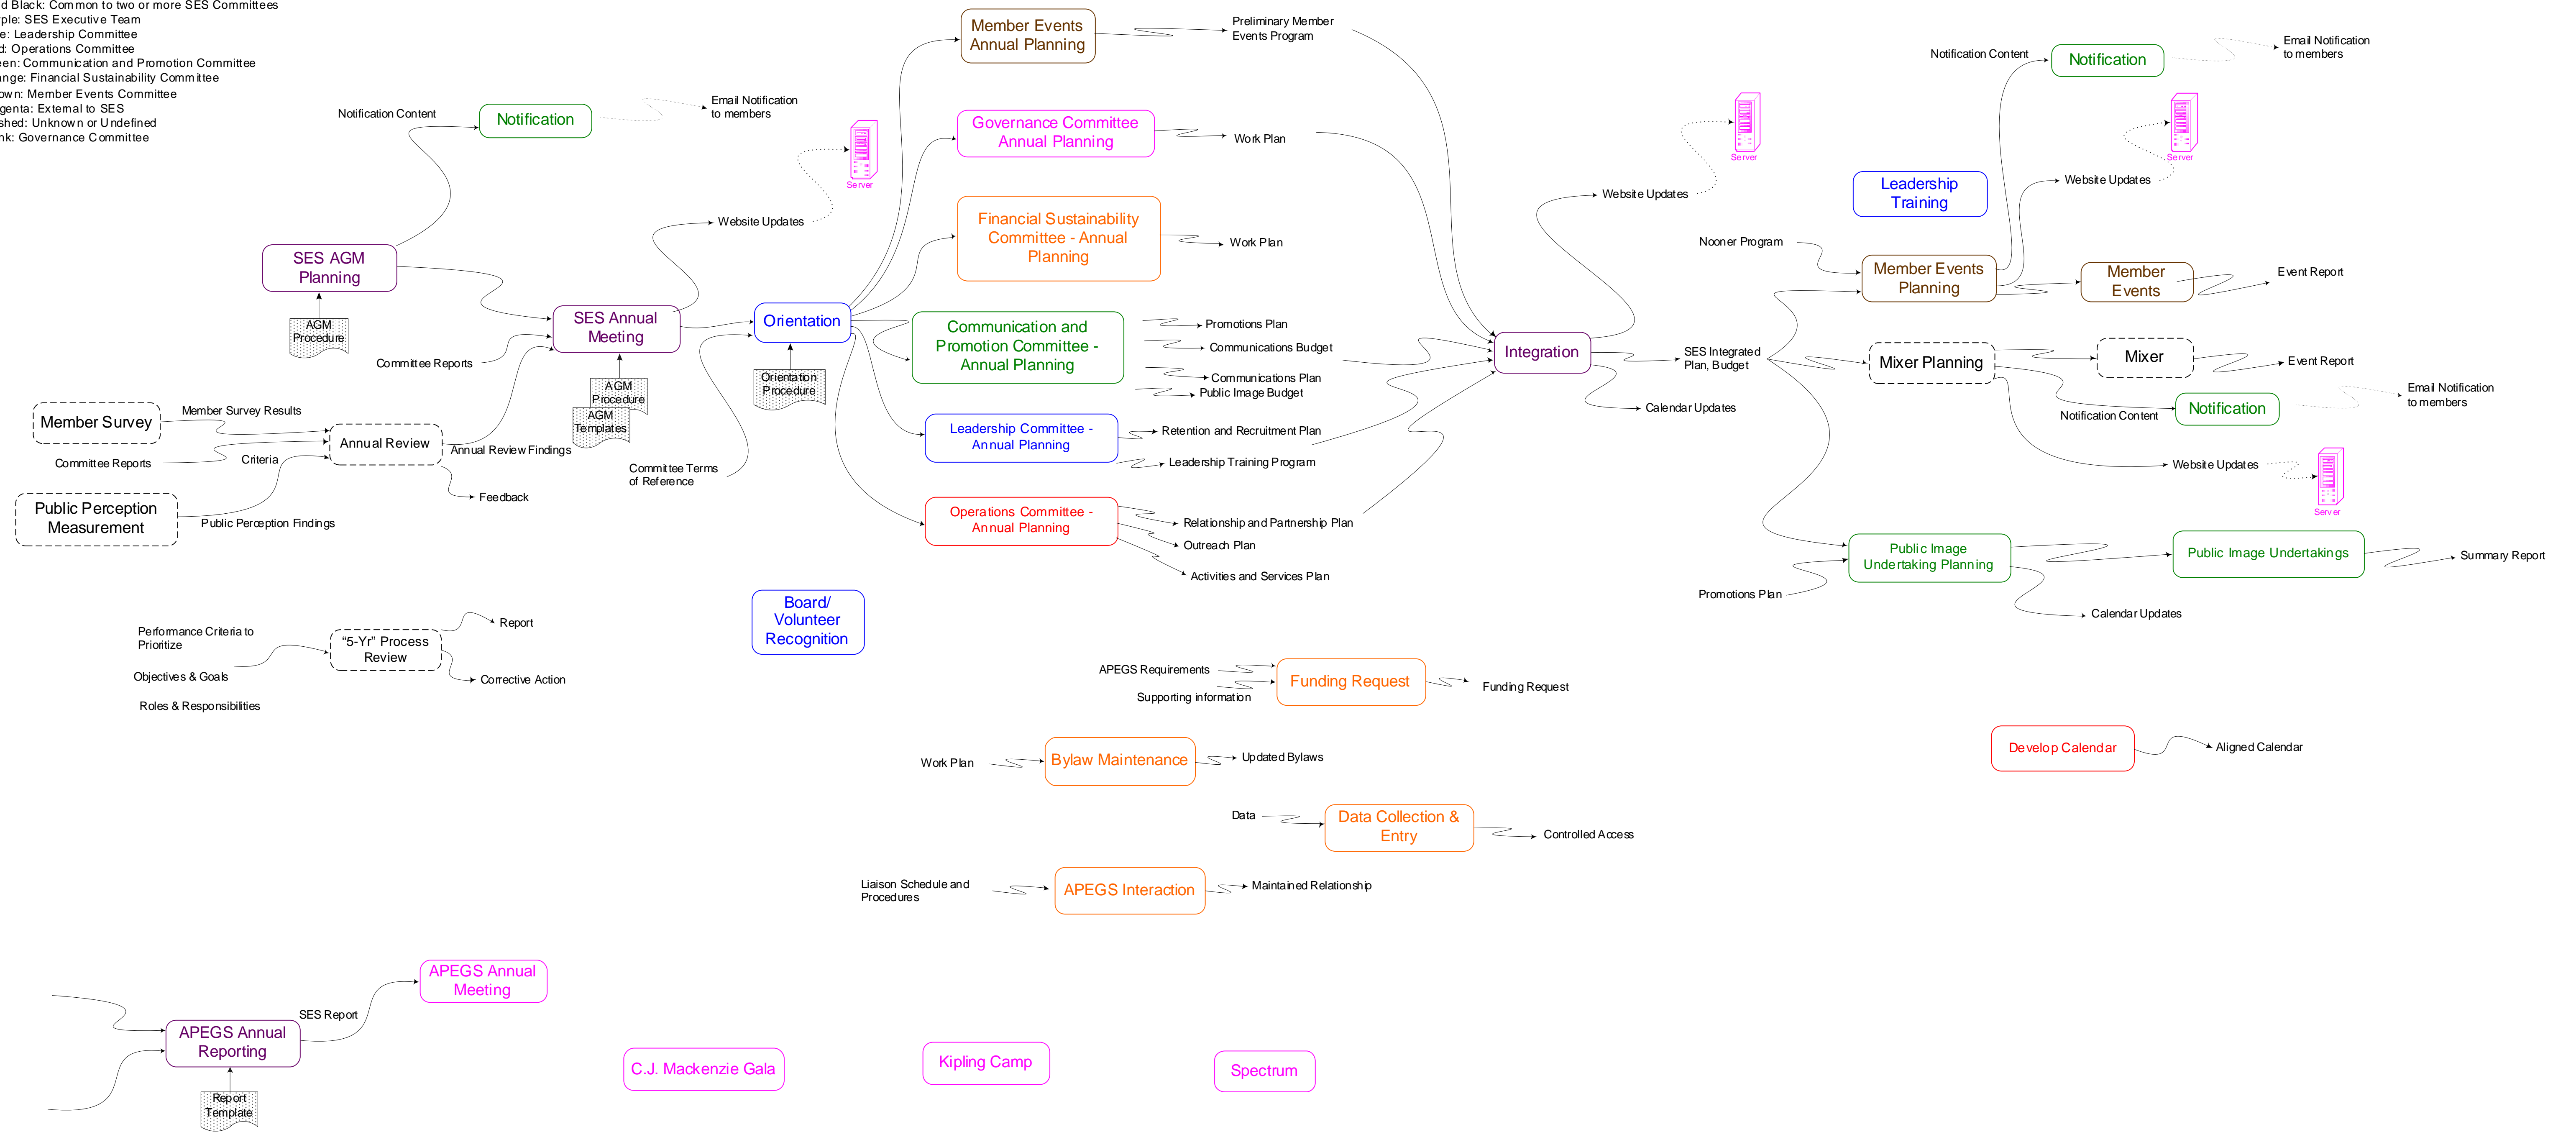 d Black: Common to two or more SES Committees
rple: SES Executive Team
e: Leadership Committee
d: Operations Committee
een: Communication and Promotion Committee
nge: Financial Sustainability Committee
own: Member Events Committee
genta: External to SES
shed: Unknown or Undefined
nk: Governance Committee
Notification Content
Notification
Email Notification
to members
Server
Website Updates
SES AGM
Planning
AGM
Procedure
SES Annual
Meeting
Committee Reports
AGM
Procedure
AGM
Templates
Member Survey
Member Survey Results
Committee Reports
Criteria
Annual Review
Annual Review Findings
Feedback
Public Perception
Measurement
Public Perception Findings
Orientation
Orientation
Procedure
Committee Terms
of Reference
Member Events
Annual Planning
Preliminary Member
Events Program
Governance Committee
Annual Planning
Work Plan
Financial Sustainability
Committee - Annual
Planning
Work Plan
Communication and
Promotion Committee -
Annual Planning
Promotions Plan
Communications Budget
Communications Plan
Public Image Budget
Leadership Committee -
Annual Planning
Retention and Recruitment Plan
Leadership Training Program
Operations Committee -
Annual Planning
Relationship and Partnership Plan
Outreach Plan
Activities and Services Plan
Integration
Website Updates
Server
SES Integrated
Plan, Budget
Calendar Updates
Notification Content
Notification
Email Notification
to members
Server
Website Updates
Leadership
Training
Nooner Program
Member Events
Planning
Member
Events
Event Report
Mixer Planning
Mixer
Event Report
Notification Content
Notification
Email Notification
to members
Website Updates
Server
Public Image
Undertaking Planning
Public Image Undertakings
Summary Report
Promotions Plan
Calendar Updates
Performance Criteria to
Prioritize
Objectives & Goals
Roles & Responsibilities
“5-Yr” Process
Review
Report
Corrective Action
Board/
Volunteer
Recognition
APEGS Requirements
Supporting information
Funding Request
Funding Request
Work Plan
Bylaw Maintenance
Updated Bylaws
Develop Calendar
Aligned Calendar
Data
Data Collection &
Entry
Controlled Access
Liaison Schedule and
Procedures
APEGS Interaction
Maintained Relationship
APEGS Annual
Meeting
SES Report
APEGS Annual
Reporting
Report
Template
C.J. Mackenzie Gala
Kipling Camp
Spectrum